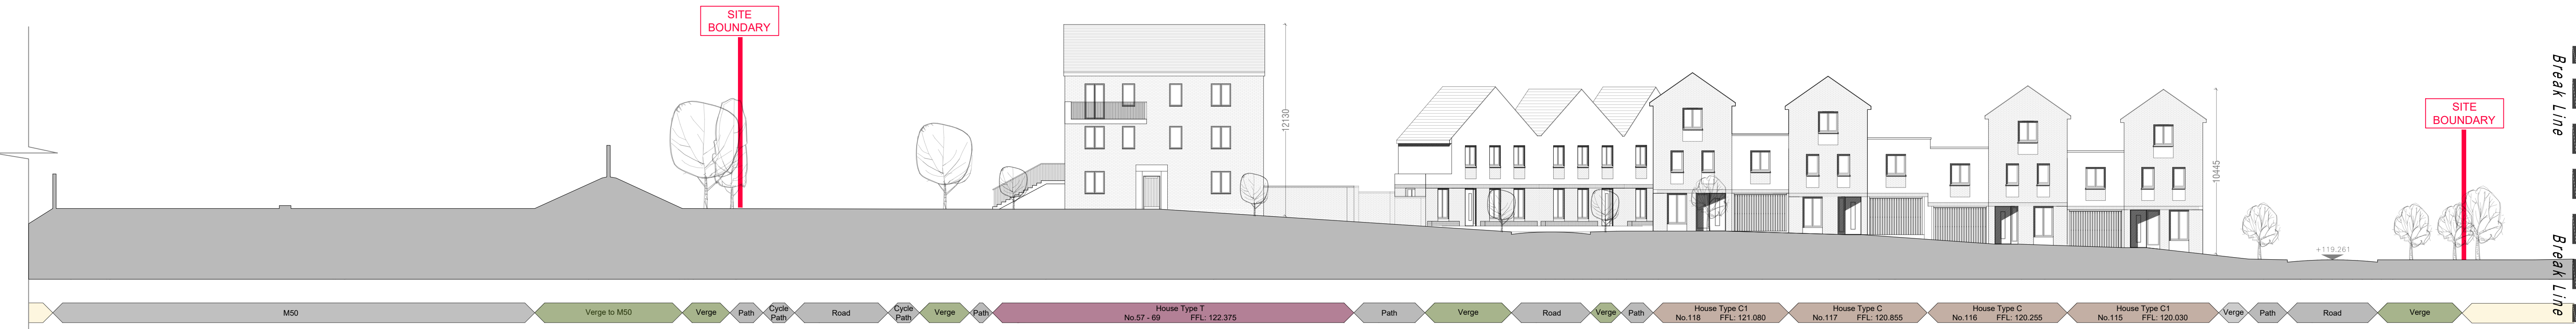 SITE
BOUNDARY
SITE
BOUNDARY
Break Line
Break Line
12130
10445
+119.261
M50
Verge to M50
Verge
Path
Cycle
Path
Road
Cycle
Path
Verge
Path
House Type T
No.57 - 69 FFL: 122.375
Path
Verge
Road
Verge
Path
House Type C1
No.118 FFL: 121.080
House Type C
No.117 FFL: 120.855
House Type C
No.116 FFL: 120.255
House Type C1
No.115 FFL: 120.030
Verge
Path
Road
Verge